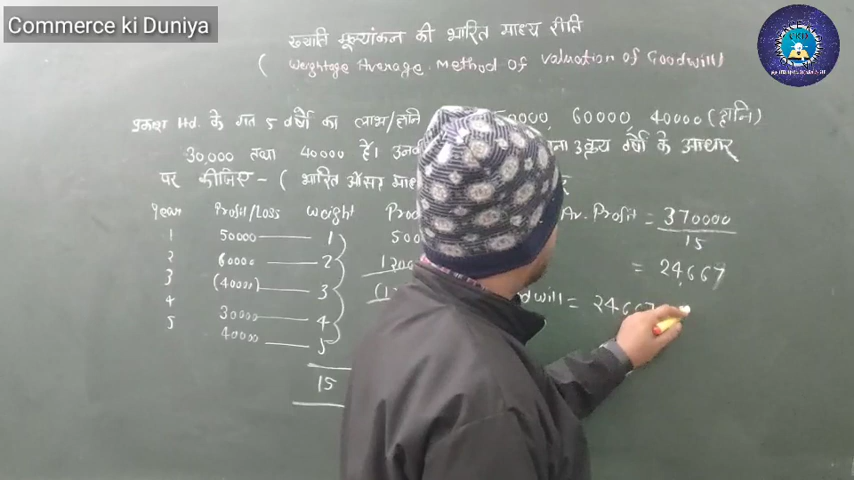 Commerce ki Duniya
ख्याति मूल्यांकन की भारित माध्य रीति
( Weightage Average Method of Valuation of Goodwill )
के गत 5 वर्षों का लाभ/हानि 60000, 40000 (हानि)
30,000 तथा 40000 है। 3 क्रय वर्षों के आधार
पर कीजिए - ( भारित औसत
Year Profit/Loss Weight Av. Profit = 370000
1 50000 1 15
2 60000 2 = 24,667
3 (40000) 3
4 30000 4 = 24667
5 40000 5
15